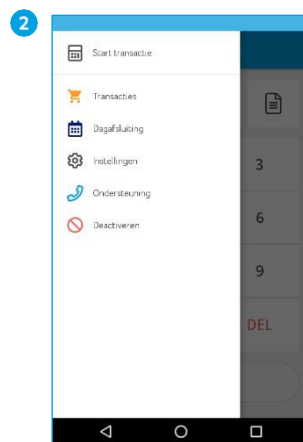 2
Start transactie
Transacties
Dagafsluiting
Instellingen
3
Ondersteuning
6
Deactiveren
9
DEL